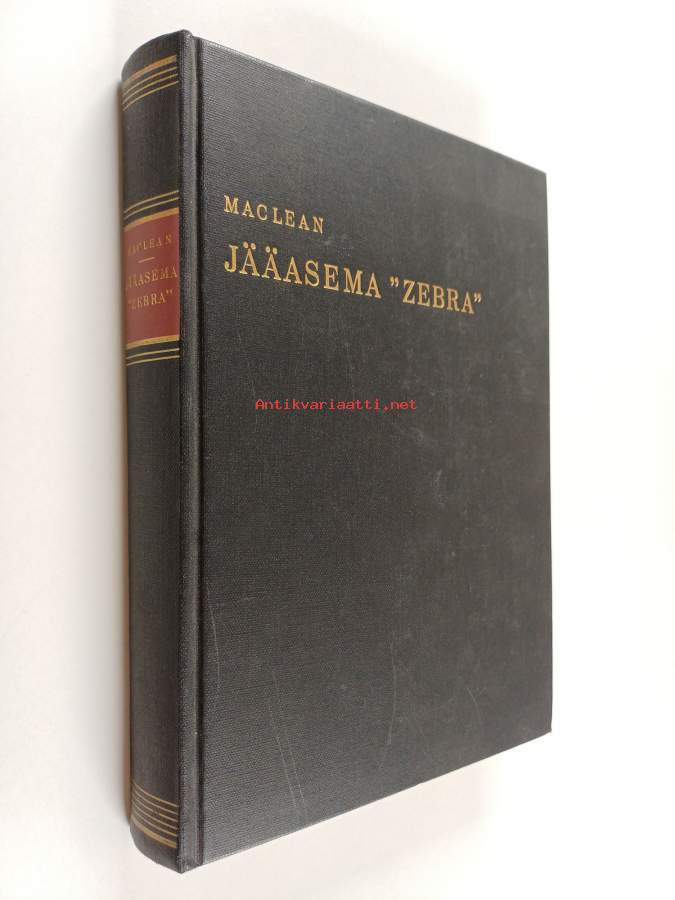 MACLEAN
JÄÄASEMA "ZEBRA"
MACLEAN
JÄÄASEMA
"ZEBRA"
Antikvariaatti.net